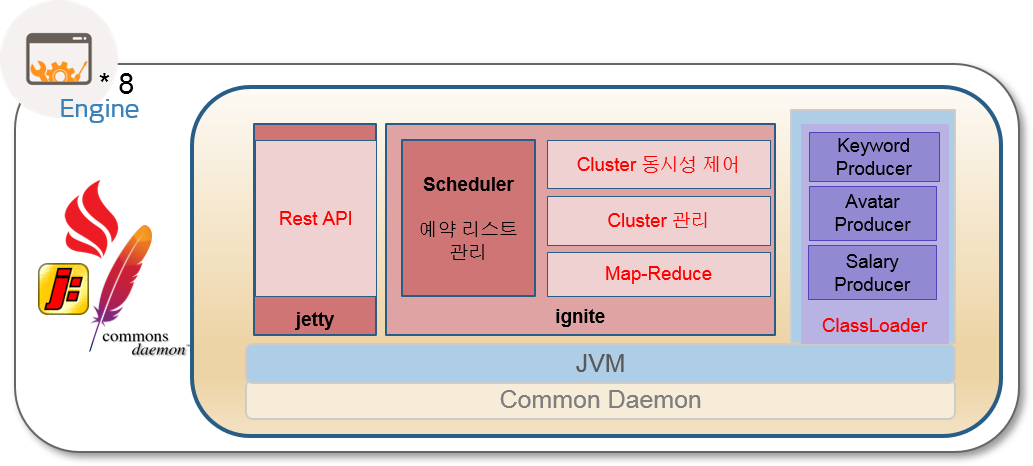 * 8
Engine
j:
commons
daemon™
Rest API
jetty
Scheduler
예약 리스트
관리
Cluster 동시성 제어
Cluster 관리
Map-Reduce
ignite
Keyword
Producer
Avatar
Producer
Salary
Producer
ClassLoader
JVM
Common Daemon